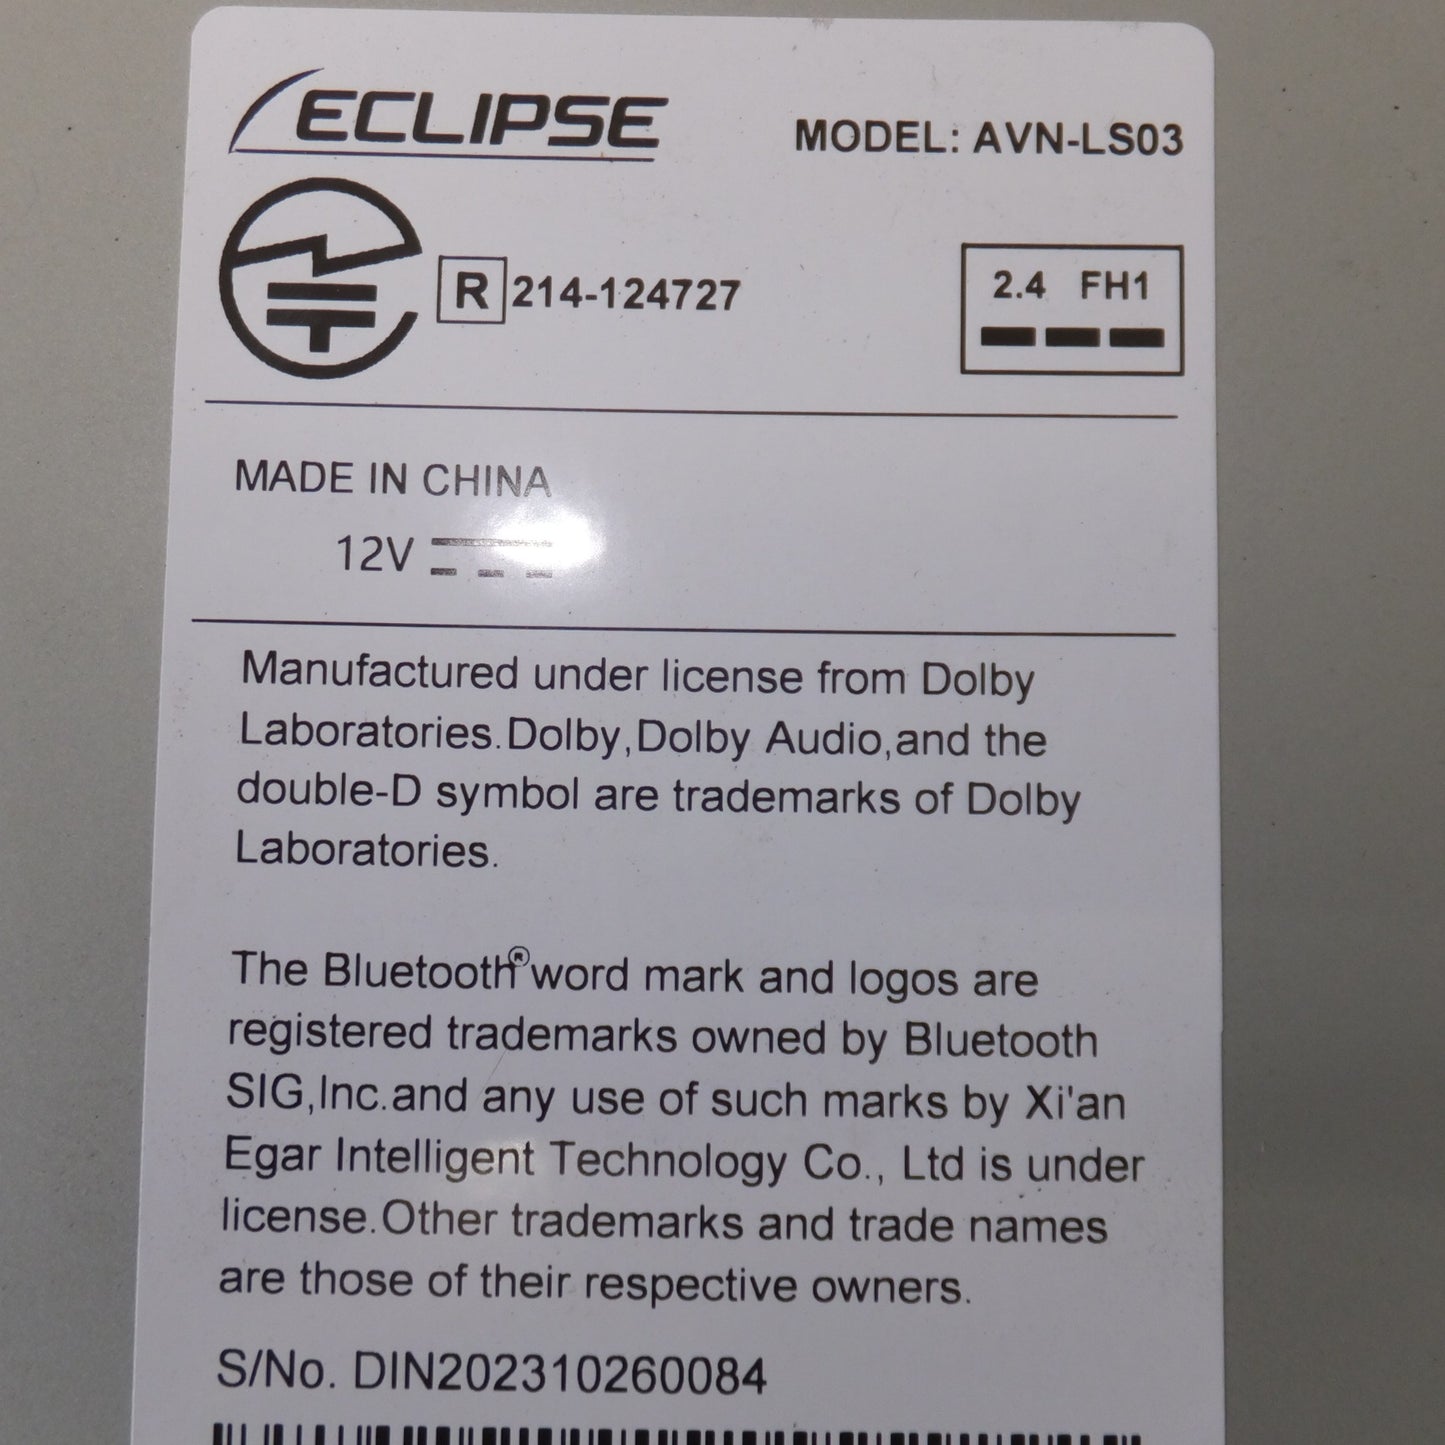 ECLIPSE
MODEL: AVN-LS03
R 214-124727
2.4 FH1
MADE IN CHINA
12V
Manufactured under license from Dolby
Laboratories.Dolby,Dolby Audio,and the
double-D symbol are trademarks of Dolby
Laboratories.
The Bluetooth® word mark and logos are
registered trademarks owned by Bluetooth
SIG,Inc.and any use of such marks by Xi'an
Egar Intelligent Technology Co., Ltd is under
license.Other trademarks and trade names
are those of their respective owners.
S/No. DIN202310260084